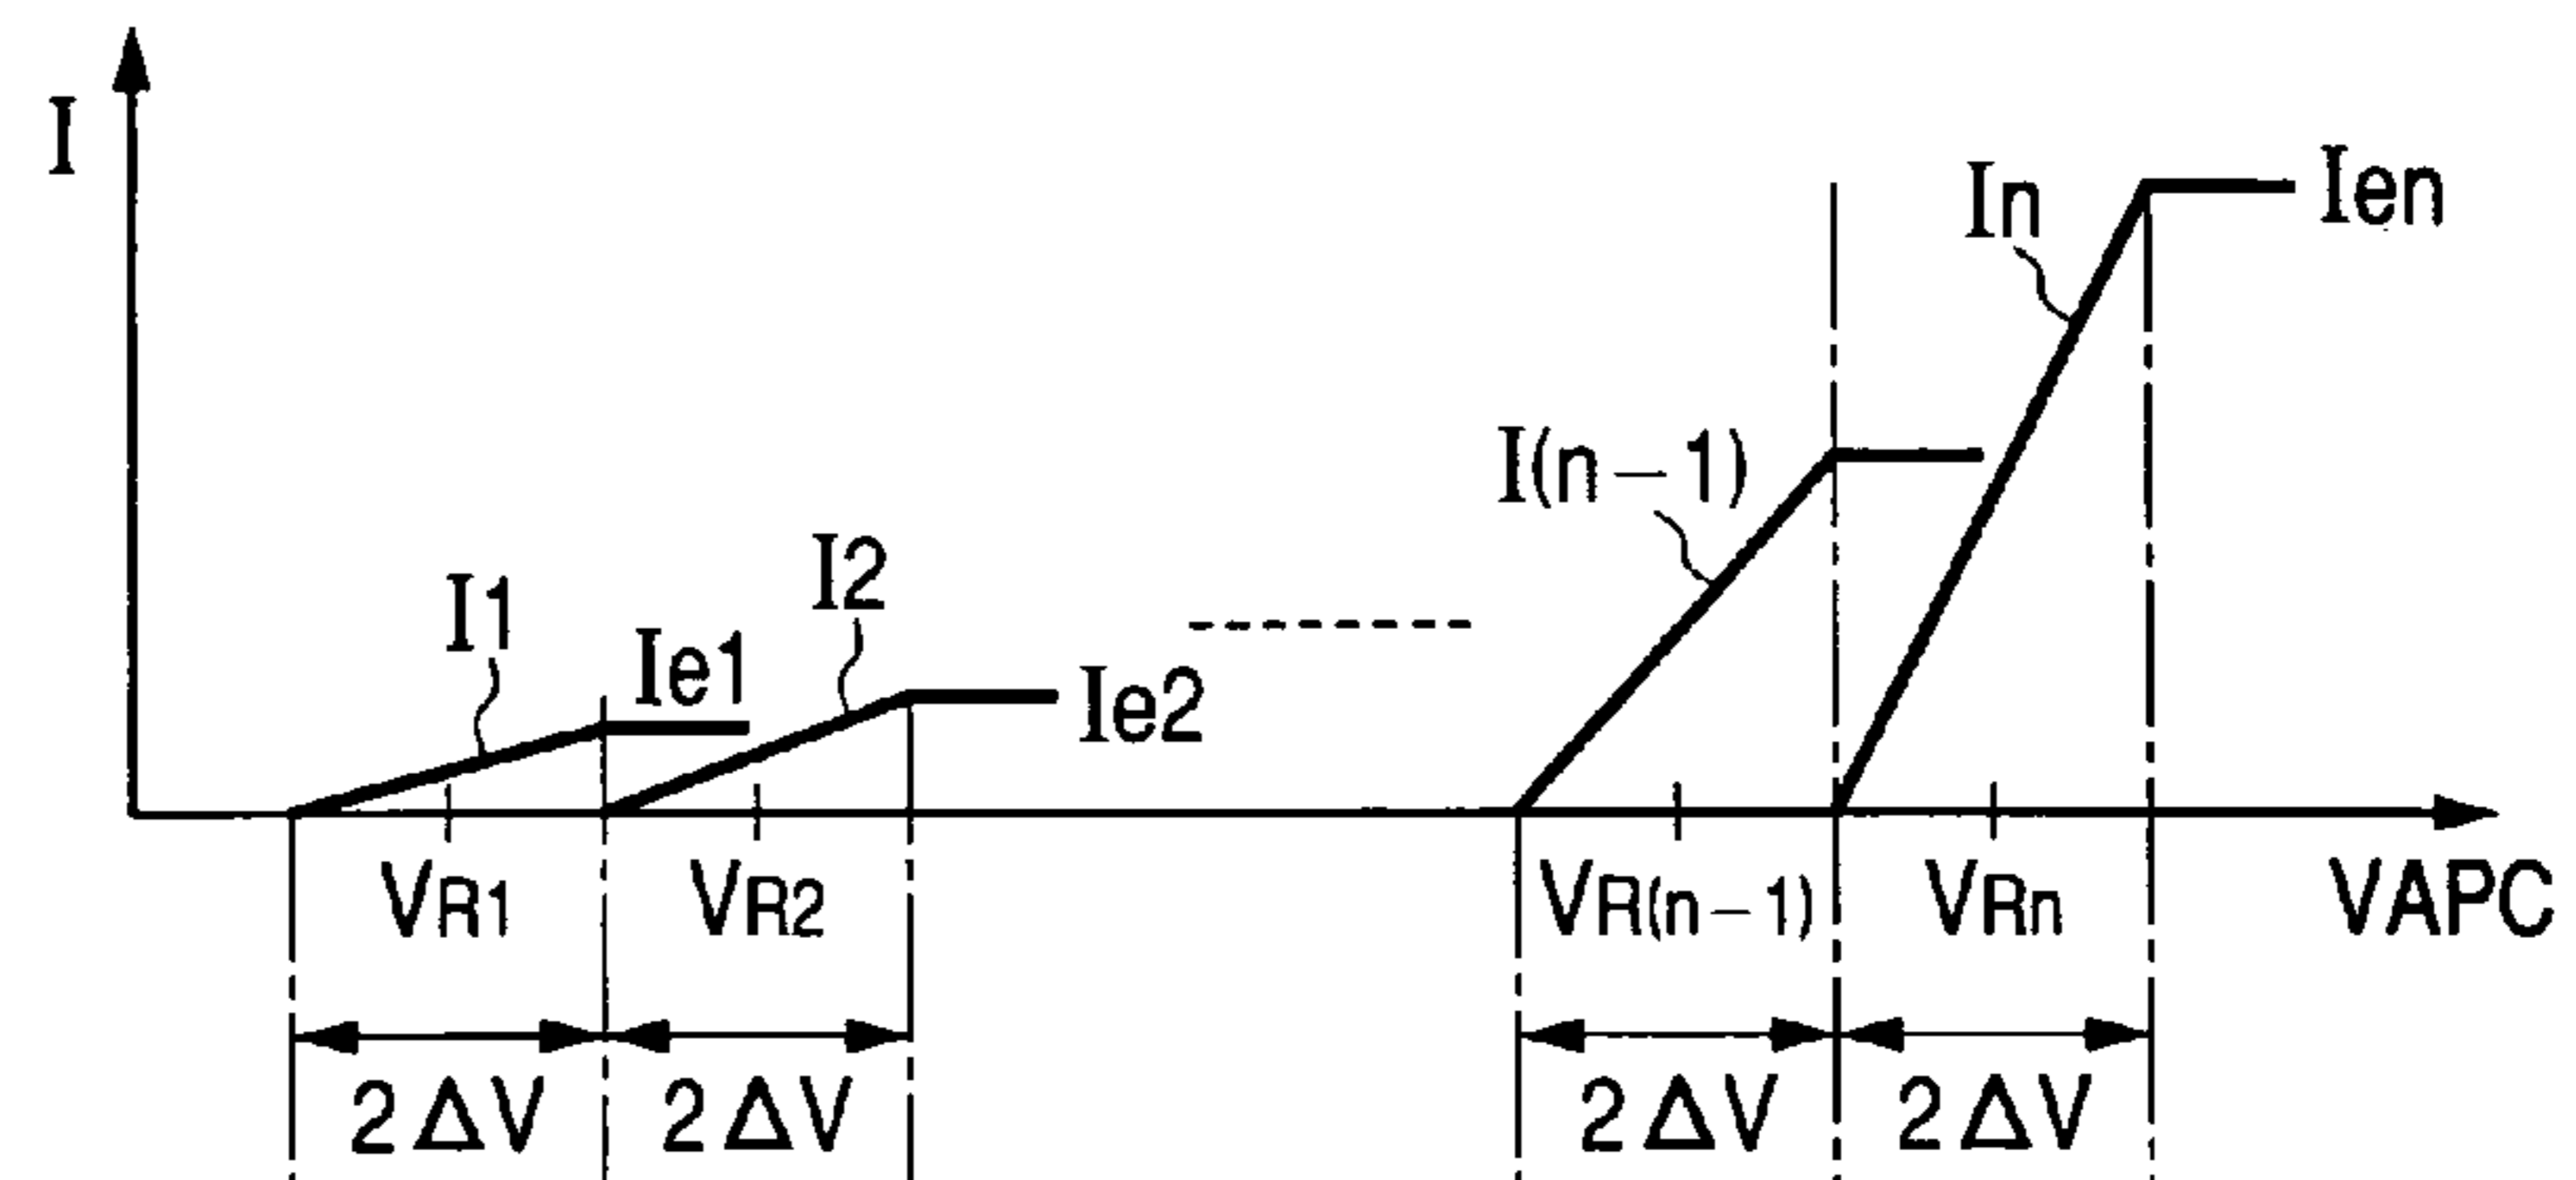 I
In
Ien
I(n−1)
I2
I1
Ie1
Ie2
VR1
VR2
VR(n−1)
VRn
VAPC
2ΔV
2ΔV
2ΔV
2ΔV